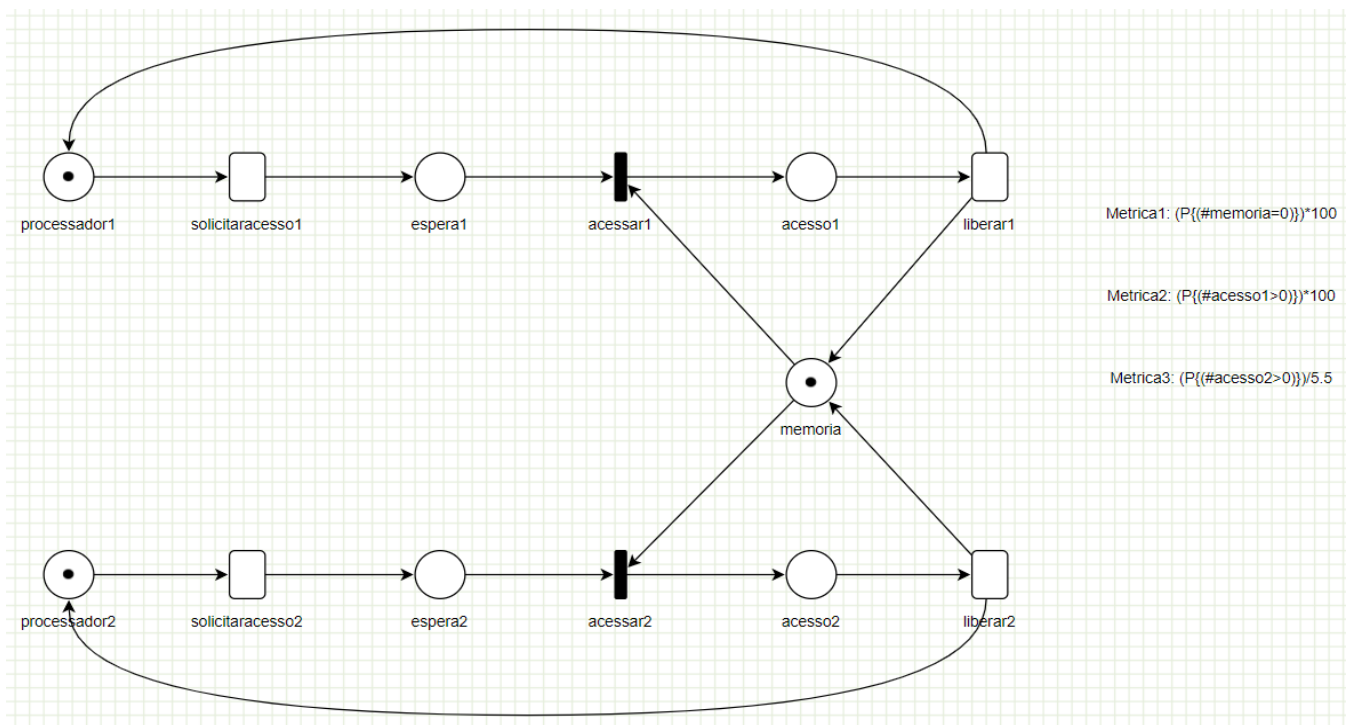 processador1 solicitaracesso1 espera1 acessar1 acesso1 liberar1
Metrica1: (P{(#memoria=0)})*100
Metrica2: (P{(#acesso1>0)})*100
Metrica3: (P{(#acesso2>0)})/5.5
memoria
processador2 solicitaracesso2 espera2 acessar2 acesso2 liberar2